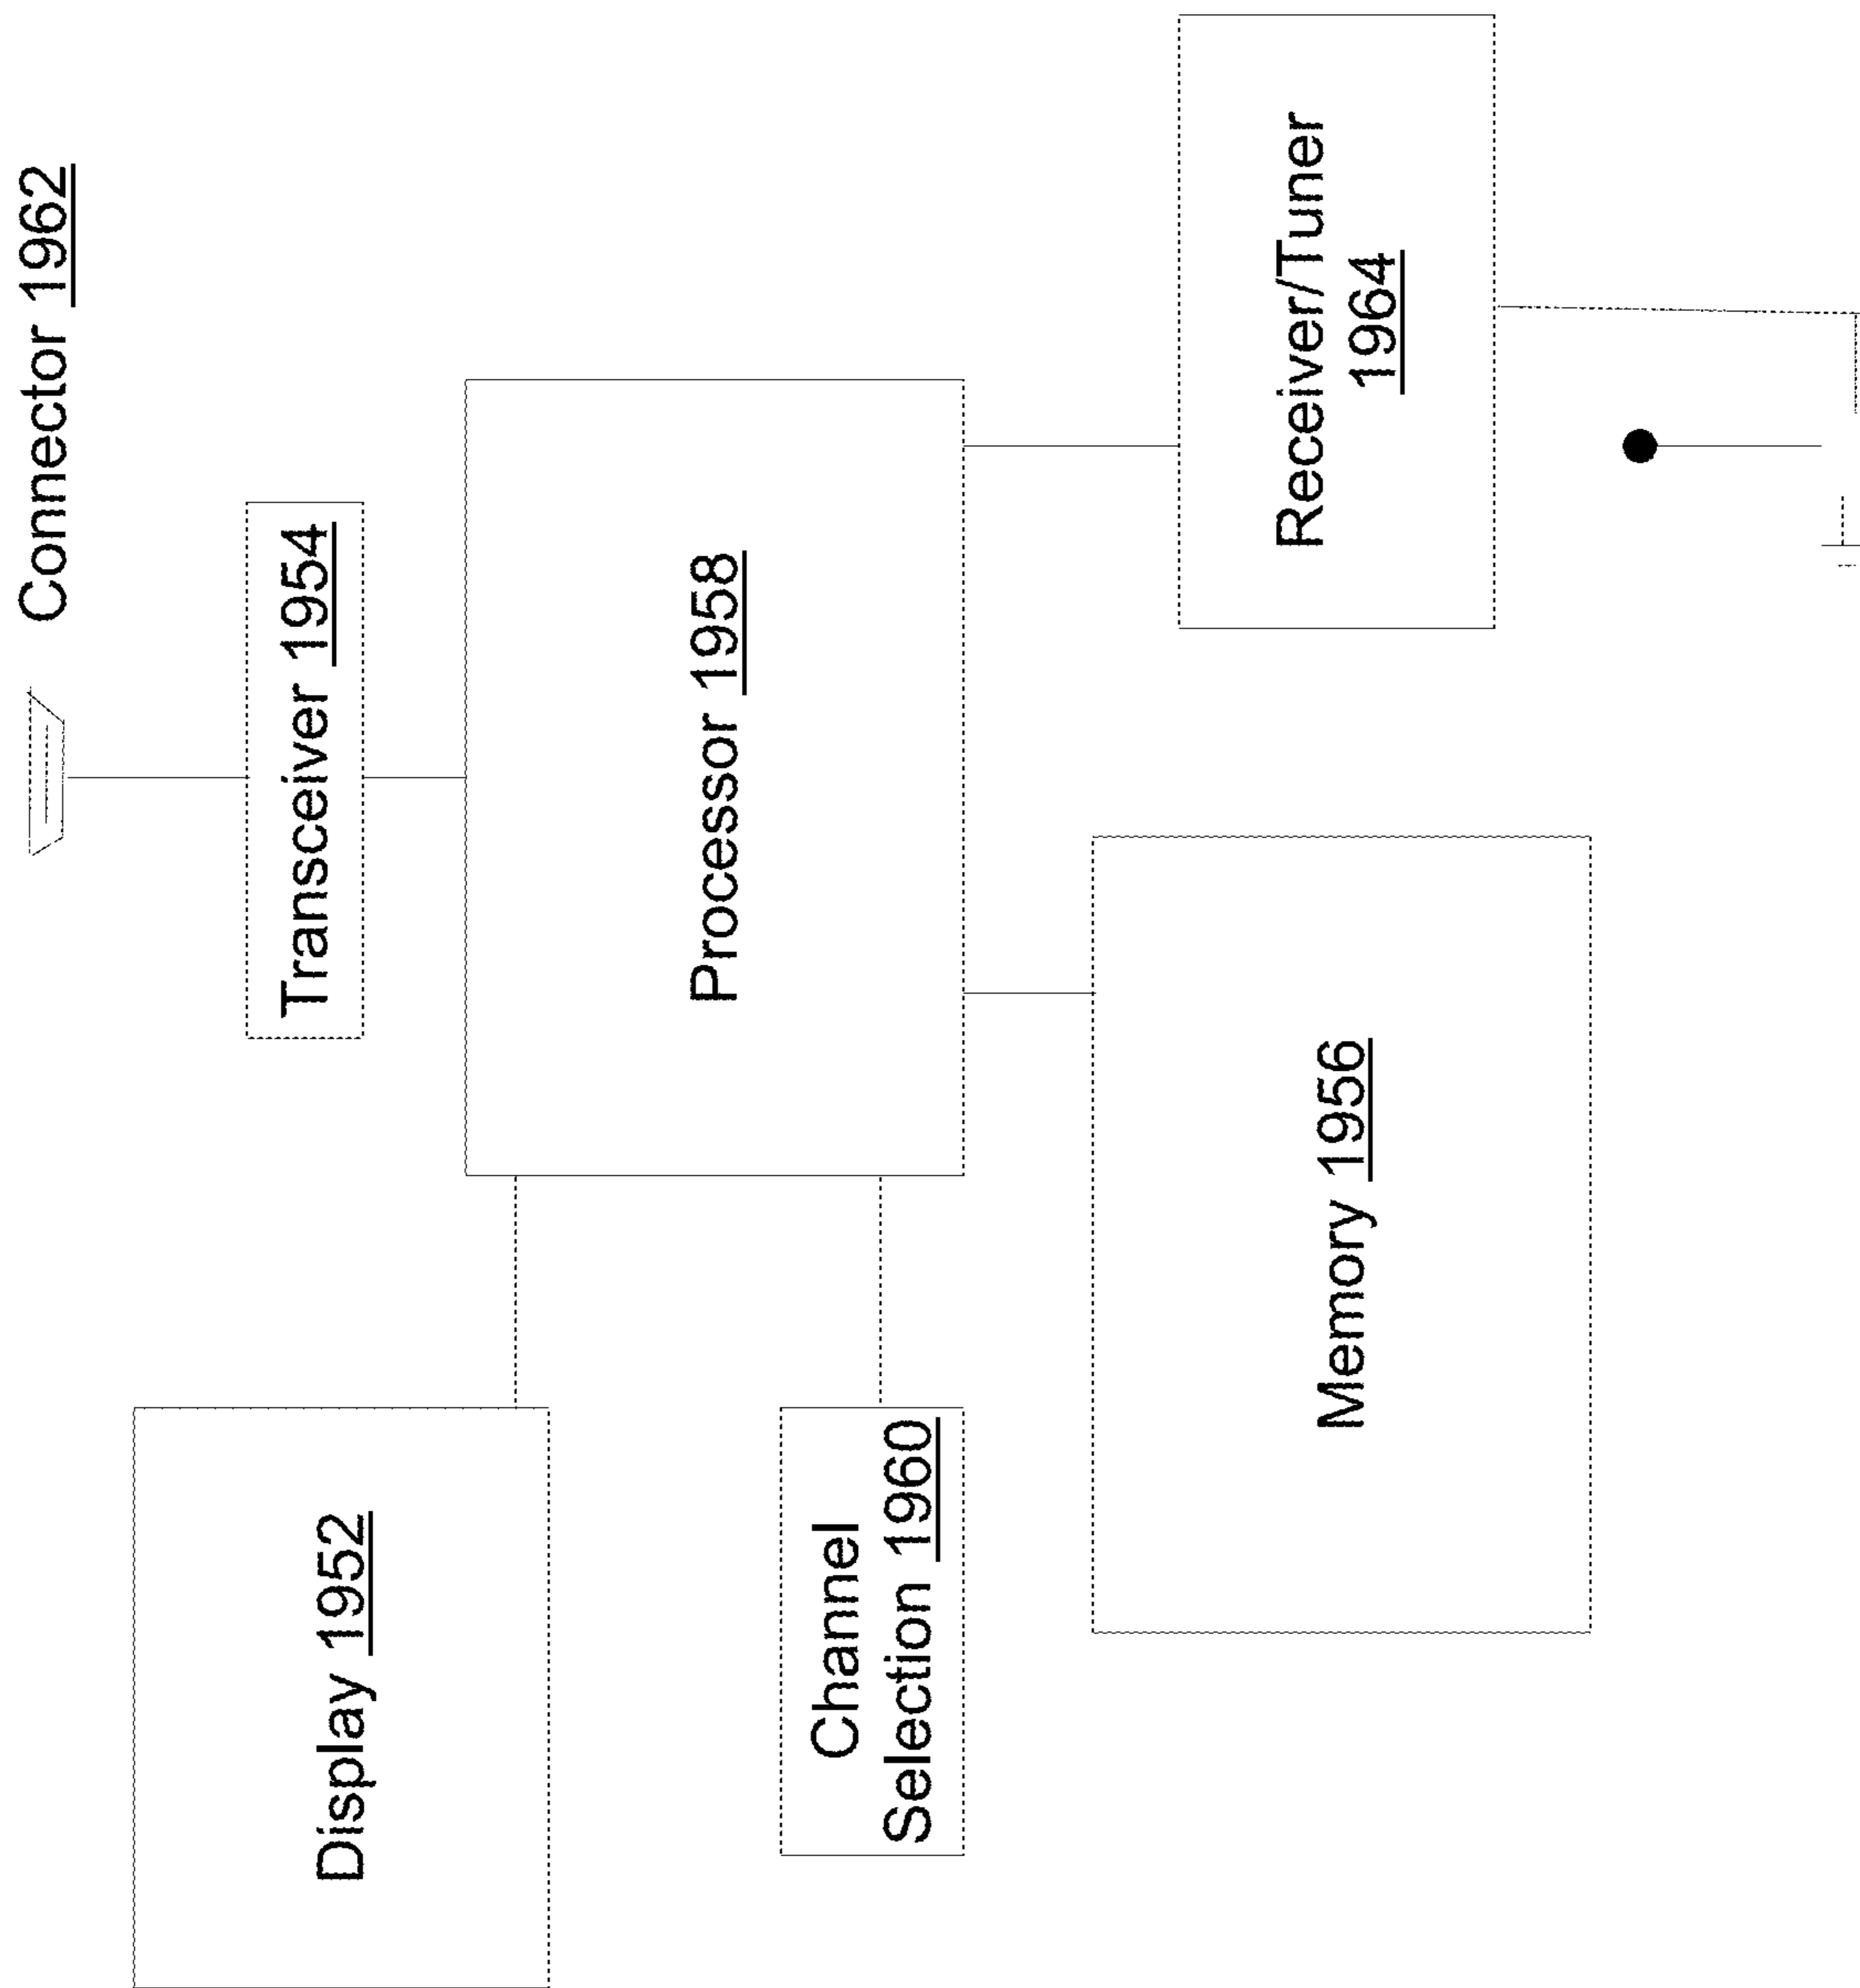 Connector 1962
Transceiver 1954
Display 1952
Processor 1958
Channel
Selection 1960
Memory 1956
Receiver/Tuner
1964